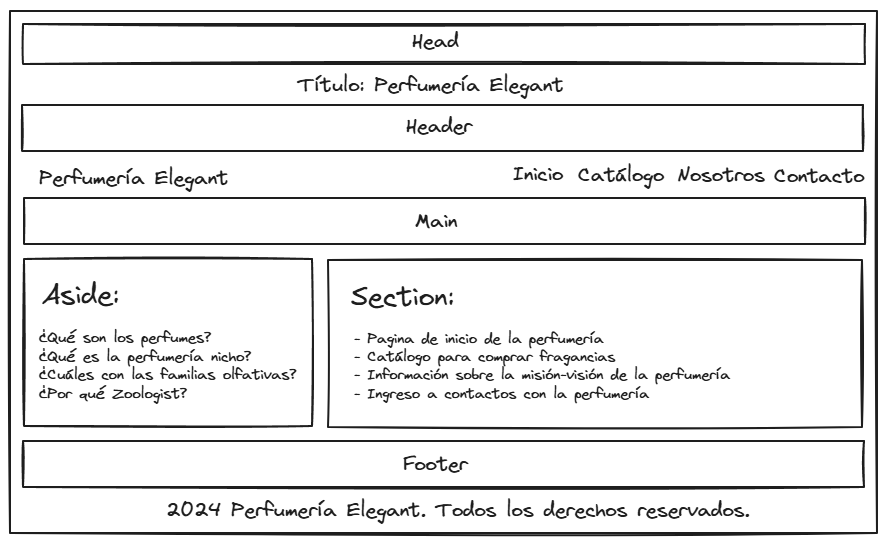 Head
Título: Perfumería Elegant
Header
Perfumería Elegant
Inicio Catálogo Nosotros Contacto
Main
Aside:
¿Qué son los perfumes?
¿Qué es la perfumería nicho?
¿Cuáles con las familias olfativas?
¿Por qué Zoologist?
Section:
- Pagina de inicio de la perfumería
- Catálogo para comprar fragancias
- Información sobre la misión-visión de la perfumería
- Ingreso a contactos con la perfumería
Footer
2024 Perfumería Elegant. Todos los derechos reservados.